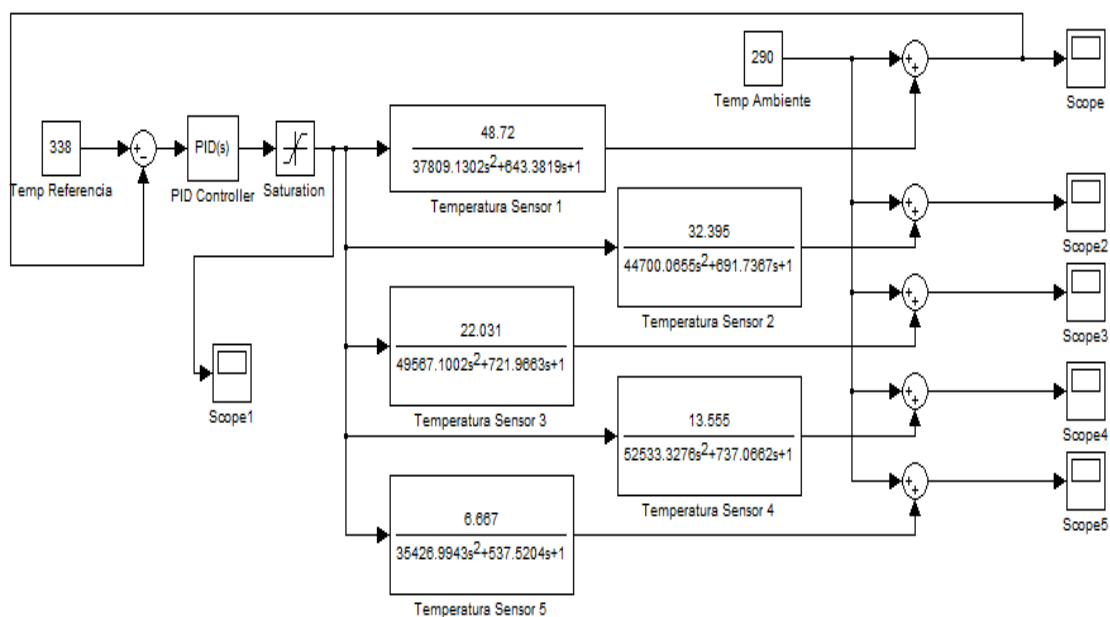 290
Temp Ambiente
Scope
338
Temp Referencia
PID(s)
PID Controller
Saturation
48.72
37809.1302s²+643.3819s+1
Temperatura Sensor 1
32.395
44700.0655s²+691.7367s+1
Temperatura Sensor 2
Scope2
22.031
49567.1002s²+721.9663s+1
Temperatura Sensor 3
Scope3
Scope1
13.555
52533.3276s²+737.0662s+1
Temperatura Sensor 4
Scope4
6.667
35426.9943s²+537.5204s+1
Temperatura Sensor 5
Scope5